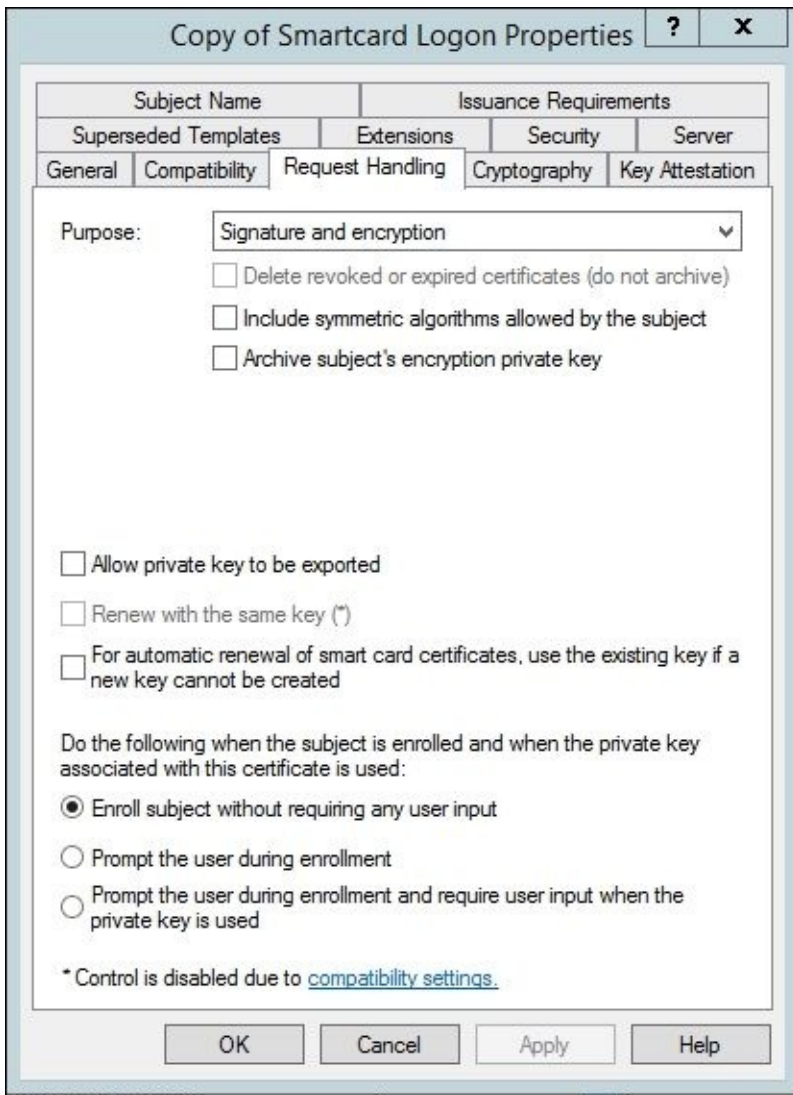 Copy of Smartcard Logon Properties ? x
Subject Name Issuance Requirements
Superseded Templates Extensions Security Server
General Compatibility Request Handling Cryptography Key Attestation
Purpose: Signature and encryption
Delete revoked or expired certificates (do not archive)
Include symmetric algorithms allowed by the subject
Archive subject's encryption private key
Allow private key to be exported
Renew with the same key (*)
For automatic renewal of smart card certificates, use the existing key if a
new key cannot be created
Do the following when the subject is enrolled and when the private key
associated with this certificate is used:
Enroll subject without requiring any user input
Prompt the user during enrollment
Prompt the user during enrollment and require user input when the
private key is used
* Control is disabled due to compatibility settings.
OK Cancel Apply Help